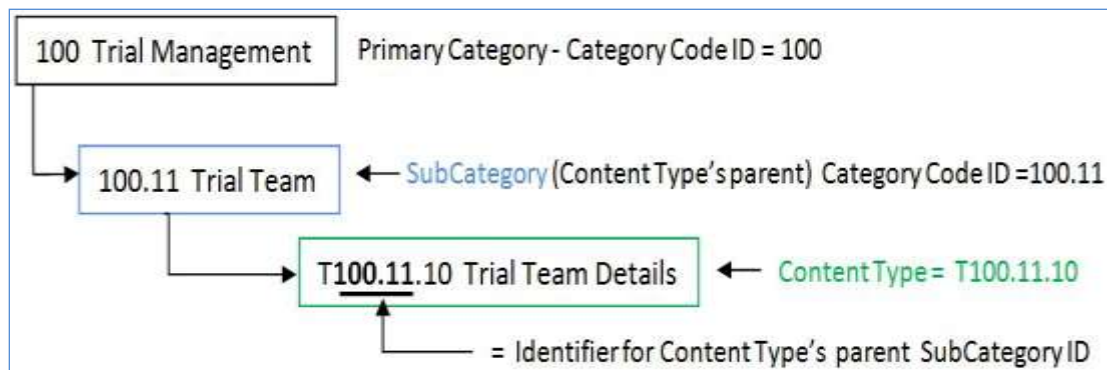 100 Trial Management
Primary Category - Category Code ID = 100
100.11 Trial Team
SubCategory (Content Type's parent) Category Code ID =100.11
T100.11.10 Trial Team Details
Content Type = T100.11.10
= Identifier for Content Type's parent SubCategory ID